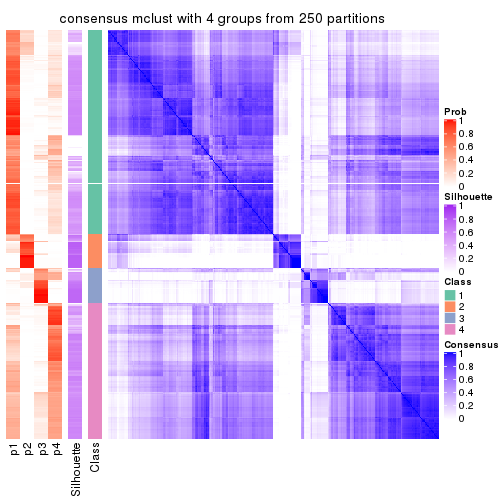 consensus mclust with 4 groups from 250 partitions
Prob
1
0.8
0.6
0.4
0.2
0
Silhouette
1
0.8
0.6
0.4
0.2
0
Class
1
2
3
4
Consensus
1
0.8
0.6
0.4
0.2
0
p1
p2
p3
p4
Silhouette
Class